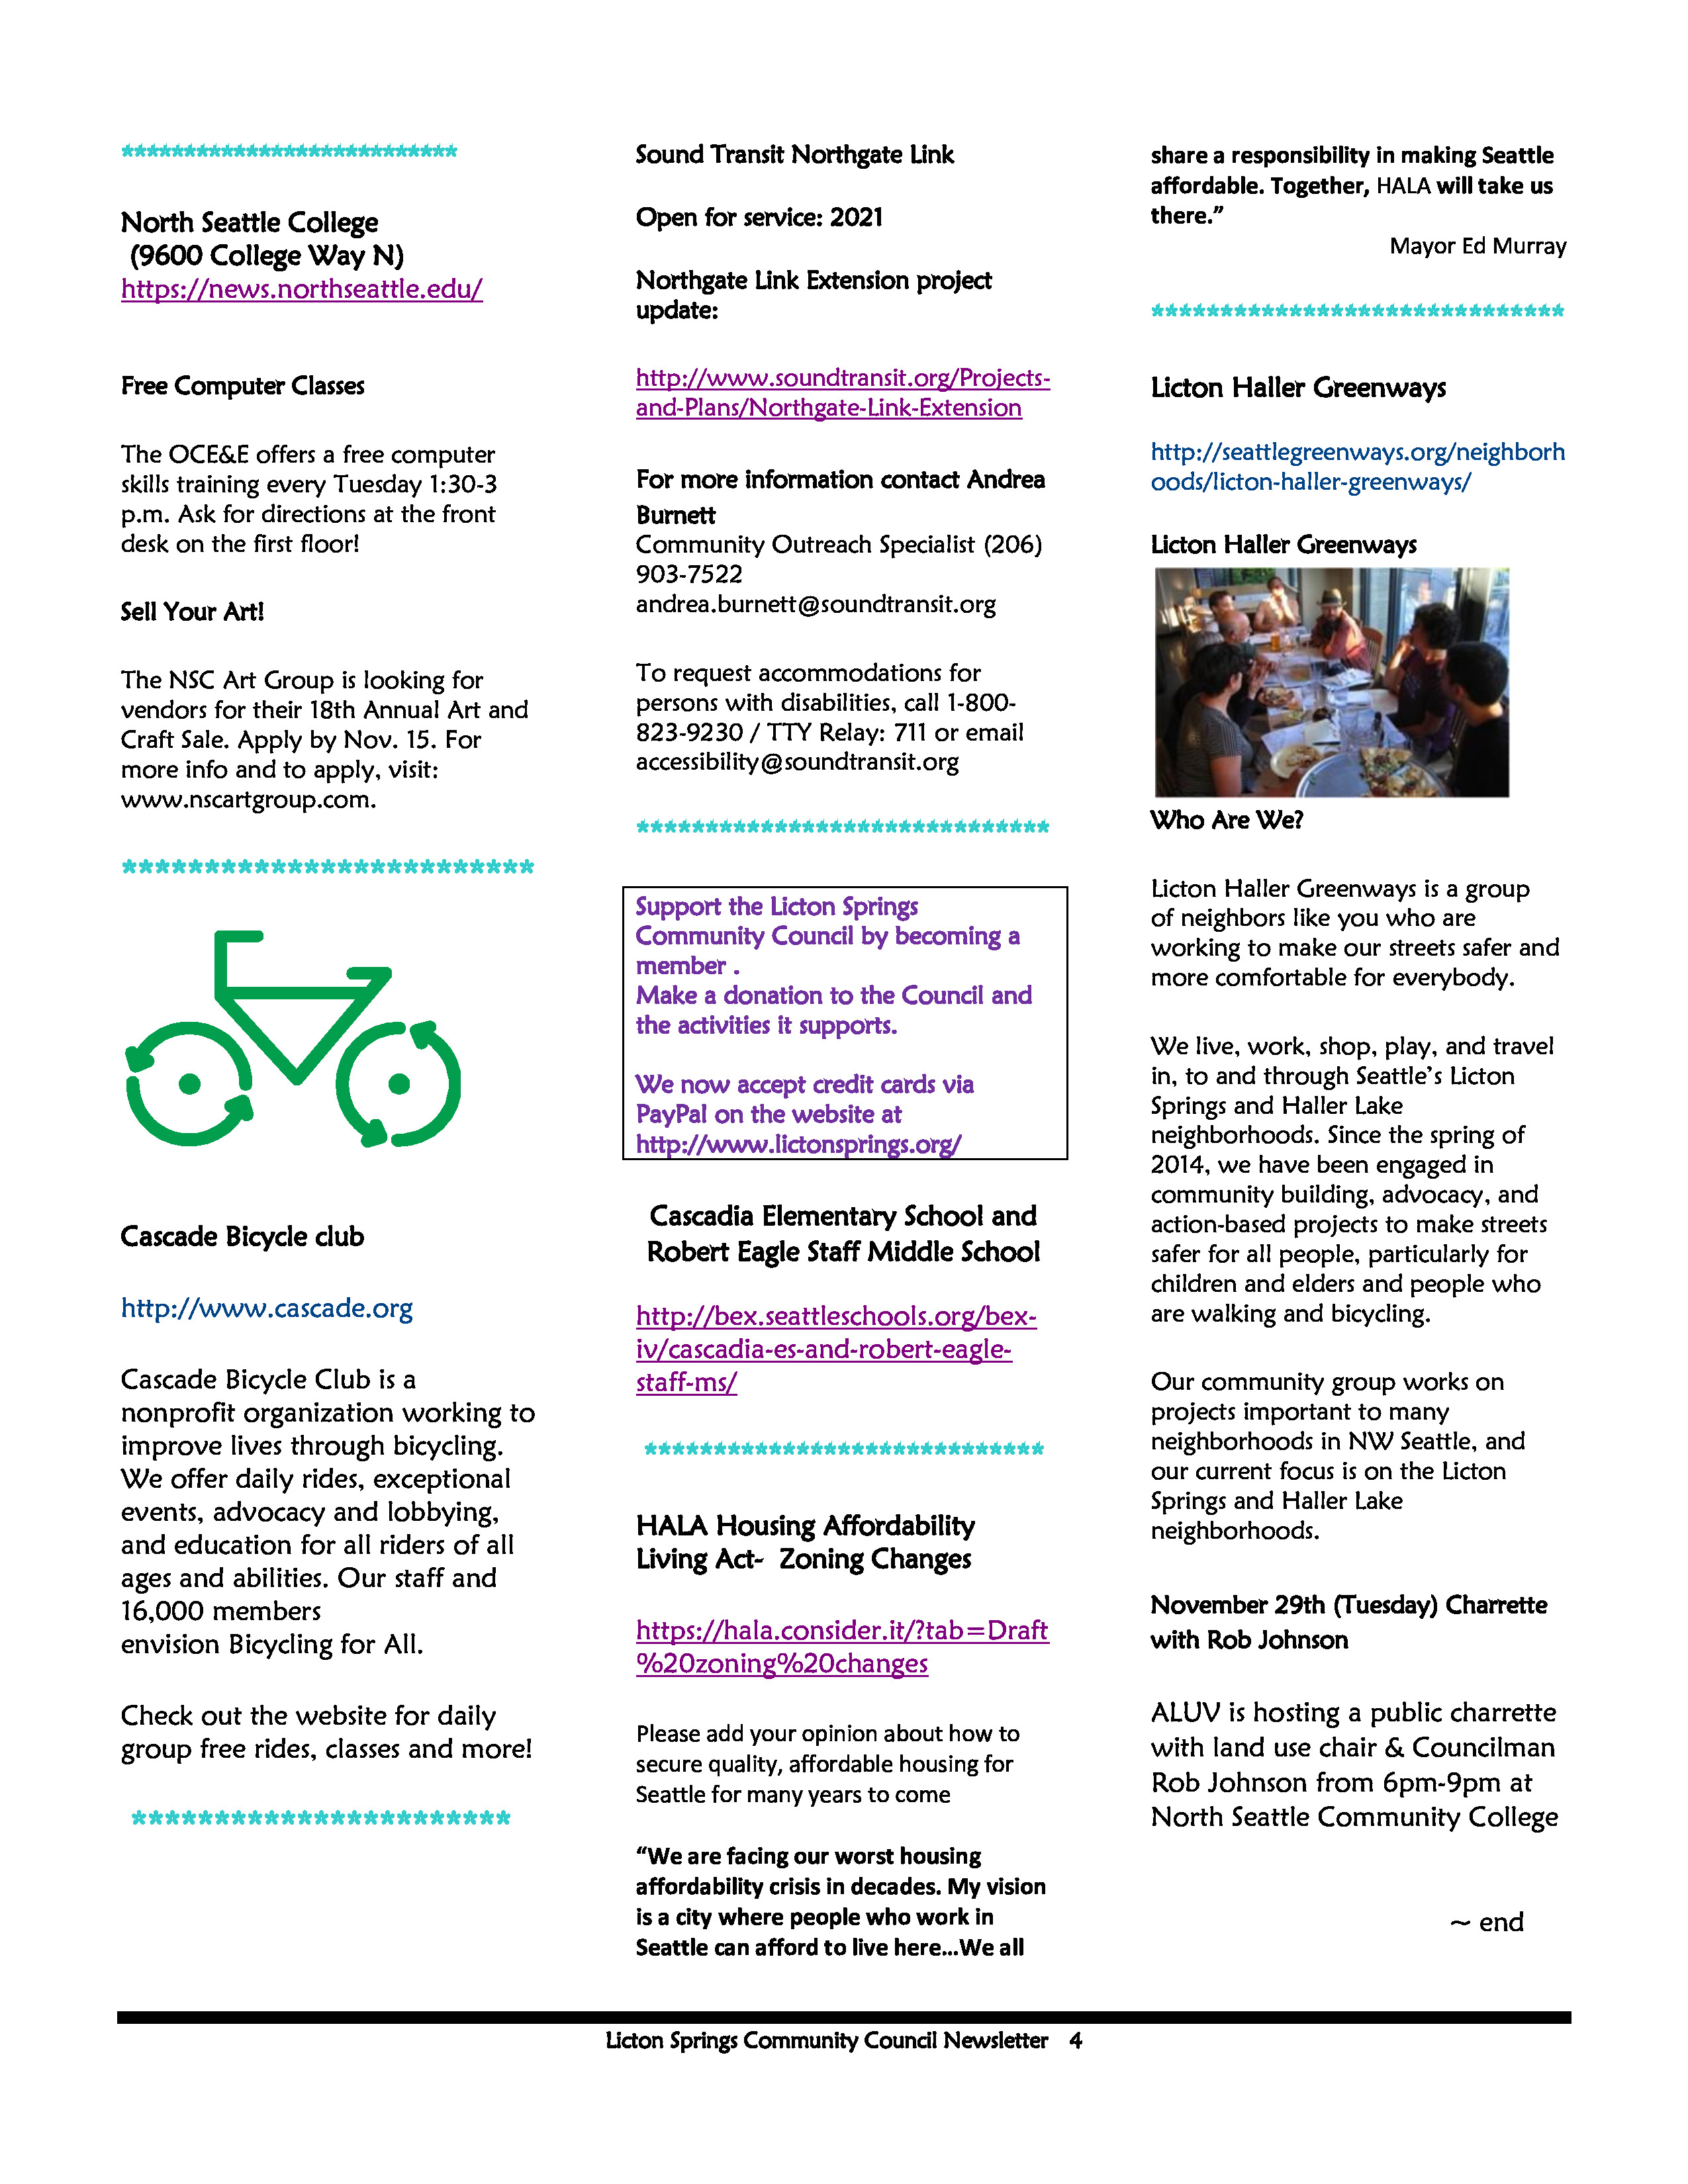 ***************************
North Seattle College
(9600 College Way N)
https://news.northseattle.edu/
Free Computer Classes
The OCE&E offers a free computer
skills training every Tuesday 1:30-3
p.m. Ask for directions at the front
desk on the first floor!
Sell Your Art!
The NSC Art Group is looking for
vendors for their 18th Annual Art and
Craft Sale. Apply by Nov. 15. For
more info and to apply, visit:
www.nscartgroup.com.
*************************
Cascade Bicycle club
http://www.cascade.org
Cascade Bicycle Club is a
nonprofit organization working to
improve lives through bicycling.
We offer daily rides, exceptional
events, advocacy and lobbying,
and education for all riders of all
ages and abilities. Our staff and
16,000 members
envision Bicycling for All.
Check out the website for daily
group free rides, classes and more!
***********************
Sound Transit Northgate Link
Open for service: 2021
Northgate Link Extension project
update:
http://www.soundtransit.org/Projects-
and-Plans/Northgate-Link-Extension
For more information contact Andrea
Burnett
Community Outreach Specialist (206)
903-7522
andrea.burnett@soundtransit.org
To request accommodations for
persons with disabilities, call 1-800-
823-9230 / TTY Relay: 711 or email
accessibility@soundtransit.org
******************************
Support the Licton Springs
Community Council by becoming a
member .
Make a donation to the Council and
the activities it supports.
We now accept credit cards via
PayPal on the website at
http://www.lictonsprings.org/
Cascadia Elementary School and
Robert Eagle Staff Middle School
http://bex.seattleschools.org/bex-
iv/cascadia-es-and-robert-eagle-
staff-ms/
*****************************
HALA Housing Affordability
Living Act-  Zoning Changes
https://hala.consider.it/?tab=Draft
%20zoning%20changes
Please add your opinion about how to
secure quality, affordable housing for
Seattle for many years to come
“We are facing our worst housing
affordability crisis in decades. My vision
is a city where people who work in
Seattle can afford to live here...We all
share a responsibility in making Seattle
affordable. Together, HALA will take us
there.”
Mayor Ed Murray
******************************
Licton Haller Greenways
http://seattlegreenways.org/neighborh
oods/licton-haller-greenways/
Licton Haller Greenways
Who Are We?
Licton Haller Greenways is a group
of neighbors like you who are
working to make our streets safer and
more comfortable for everybody.
We live, work, shop, play, and travel
in, to and through Seattle’s Licton
Springs and Haller Lake
neighborhoods. Since the spring of
2014, we have been engaged in
community building, advocacy, and
action-based projects to make streets
safer for all people, particularly for
children and elders and people who
are walking and bicycling.
Our community group works on
projects important to many
neighborhoods in NW Seattle, and
our current focus is on the Licton
Springs and Haller Lake
neighborhoods.
November 29th (Tuesday) Charrette
with Rob Johnson
ALUV is hosting a public charrette
with land use chair & Councilman
Rob Johnson from 6pm-9pm at
North Seattle Community College
~ end
Licton Springs Community Council Newsletter 4